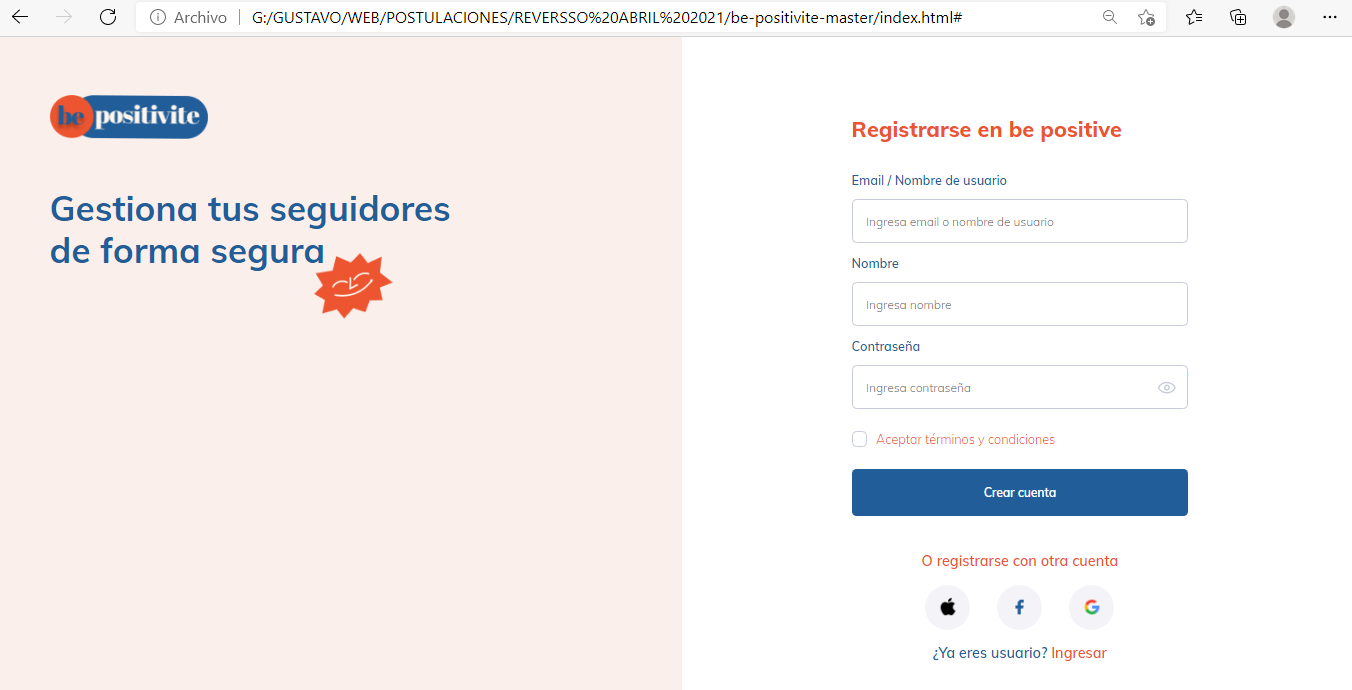 Archivo
G:/GUSTAVO/WEB/POSTULACIONES/REVERSSO%20ABRIL%202021/be-positivite-master/index.html#
be positivite
Gestiona tus seguidores
de forma segura
Registrarse en be positive
Email / Nombre de usuario
Ingresa email o nombre de usuario
Nombre
Ingresa nombre
Contraseña
Ingresa contraseña
Aceptar términos y condiciones
Crear cuenta
O registrarse con otra cuenta
¿Ya eres usuario? Ingresar